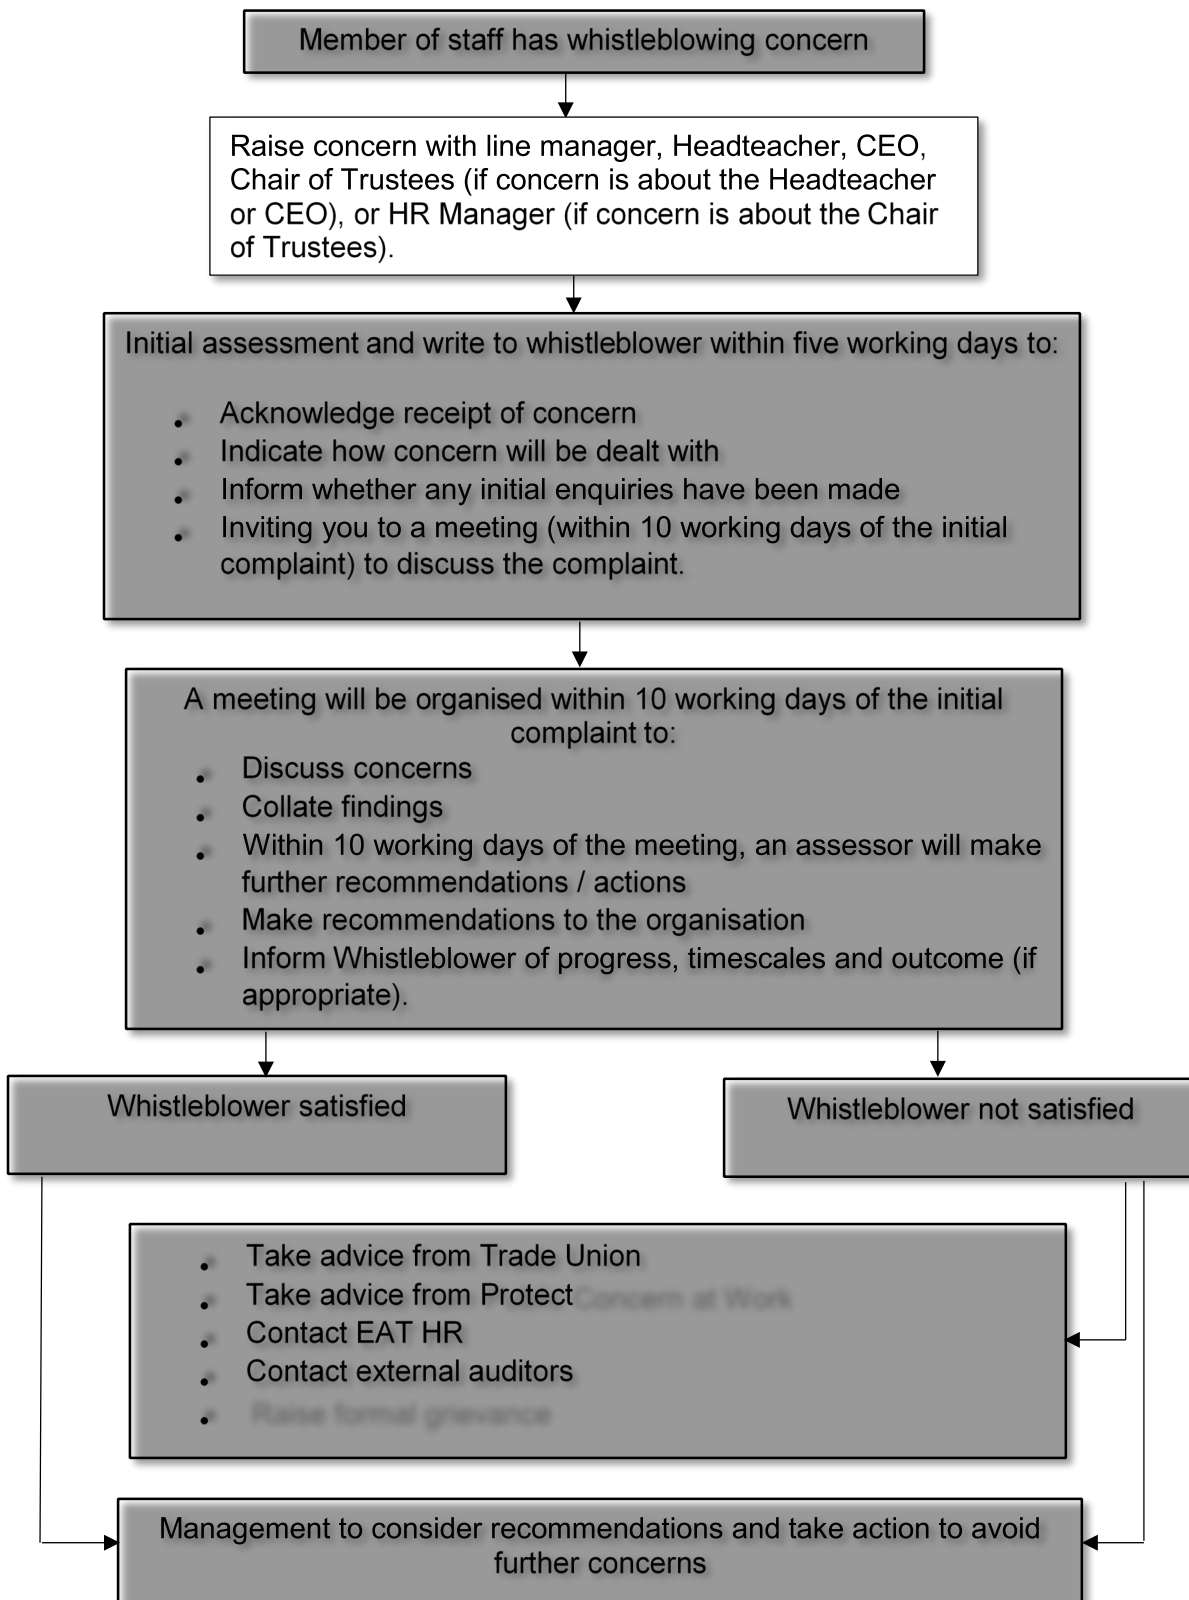 Member of staff has whistleblowing concern
Raise concern with line manager, Headteacher, CEO,
Chair of Trustees (if concern is about the Headteacher
or CEO), or HR Manager (if concern is about the Chair
of Trustees).
Initial assessment and write to whistleblower within five working days to:
• Acknowledge receipt of concern
• Indicate how concern will be dealt with
• Inform whether any initial enquiries have been made
• Inviting you to a meeting (within 10 working days of the initial
complaint) to discuss the complaint.
A meeting will be organised within 10 working days of the initial
complaint to:
• Discuss concerns
• Collate findings
• Within 10 working days of the meeting, an assessor will make
further recommendations / actions
• Make recommendations to the organisation
• Inform Whistleblower of progress, timescales and outcome (if
appropriate).
Whistleblower satisfied
Whistleblower not satisfied
• Take advice from Trade Union
• Take advice from Protect Concern at Work
• Contact EAT HR
• Contact external auditors
• Raise formal grievance
Management to consider recommendations and take action to avoid
further concerns